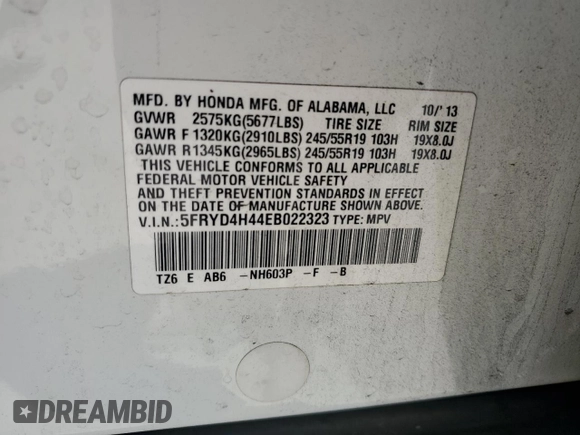 MFD. BY HONDA MFG. OF ALABAMA, LLC 10/'13
GVWR 2575KG(5677LBS) TIRE SIZE RIM SIZE
GAWR F 1320KG(2910LBS) 245/55R19 103H 19X8.0J
GAWR R1345KG(2965LBS) 245/55R19 103H 19X8.0J
THIS VEHICLE CONFORMS TO ALL APPLICABLE
FEDERAL MOTOR VEHICLE SAFETY
AND THEFT PREVENTION STANDARDS IN EFFECT
ON THE DATE OF MANUFACTURE SHOWN ABOVE.
V.I.N.:5FRYD4H44EB022323 TYPE: MPV
TZ6 E AB6 -NH603P -F -B
DREAMBID